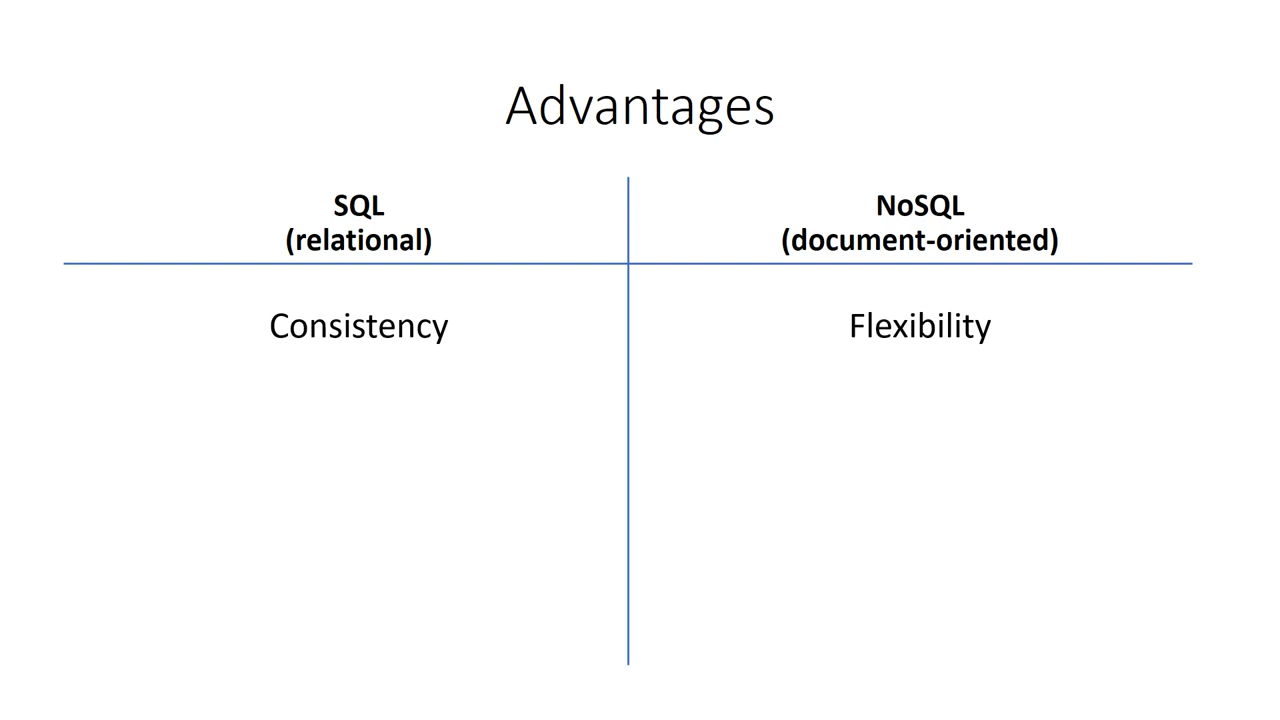 Advantages
SQL
(relational)
NoSQL
(document-oriented)
Consistency
Flexibility